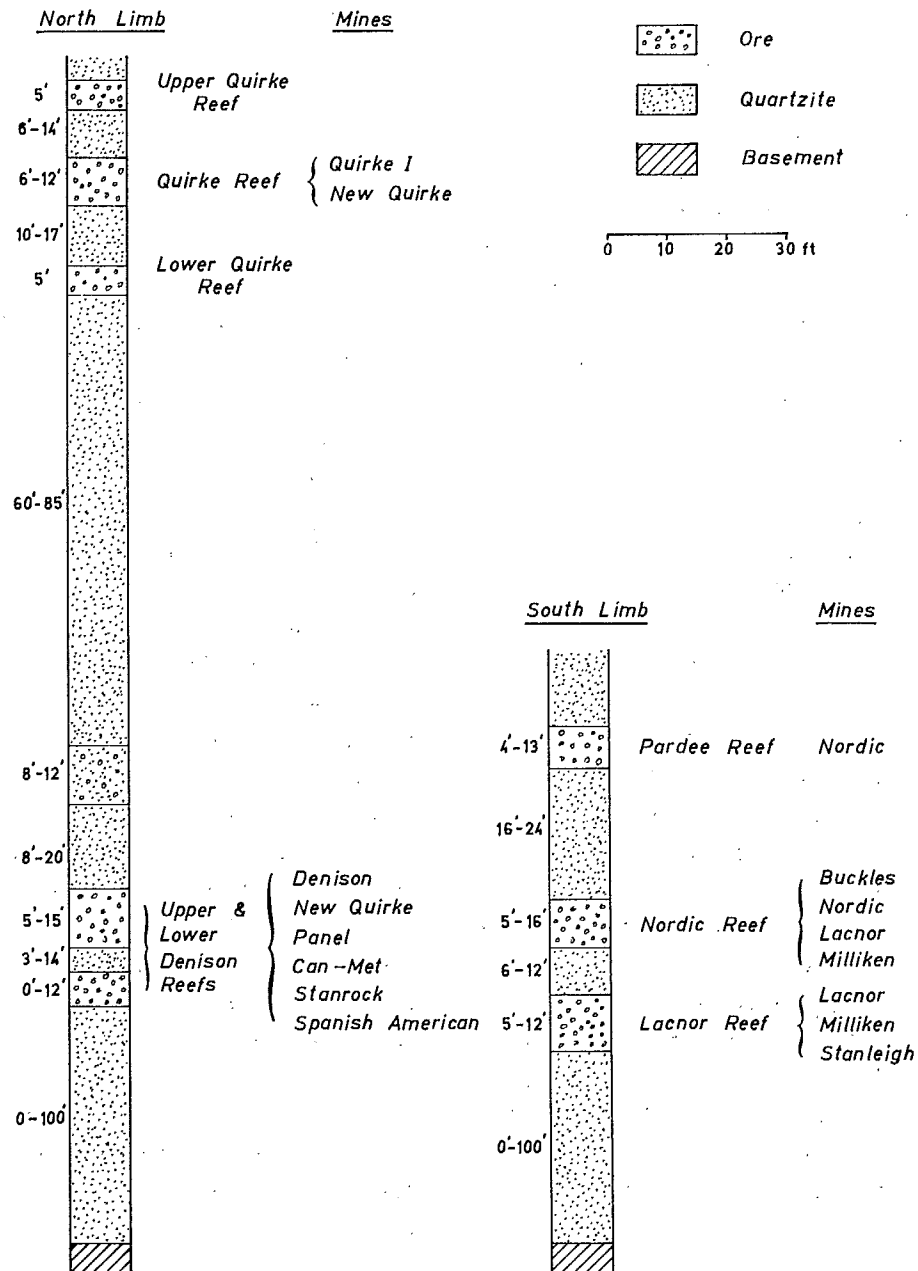 North Limb
Mines
5'
Upper Quirke
Reef
6'-14'
6'-12'
Quirke Reef
Quirke I
New Quirke
10'-17'
5'
Lower Quirke
Reef
60'-85'
8'-12'
8'-20'
5'-15'
3'-14'
0'-12'
Upper &
Lower
Denison
Reefs
Denison
New Quirke
Panel
Can-Met
Stanrock
Spanish American
0-100'
Ore
Quartzite
Basement
0 10 20 30 ft
South Limb
Mines
4'-13'
Pardee Reef
Nordic
16'-24'
5'-16'
Nordic Reef
Buckles
Nordic
Lacnor
Milliken
6'-12'
5'-12'
Lacnor Reef
Lacnor
Milliken
Stanleigh
0'-100'